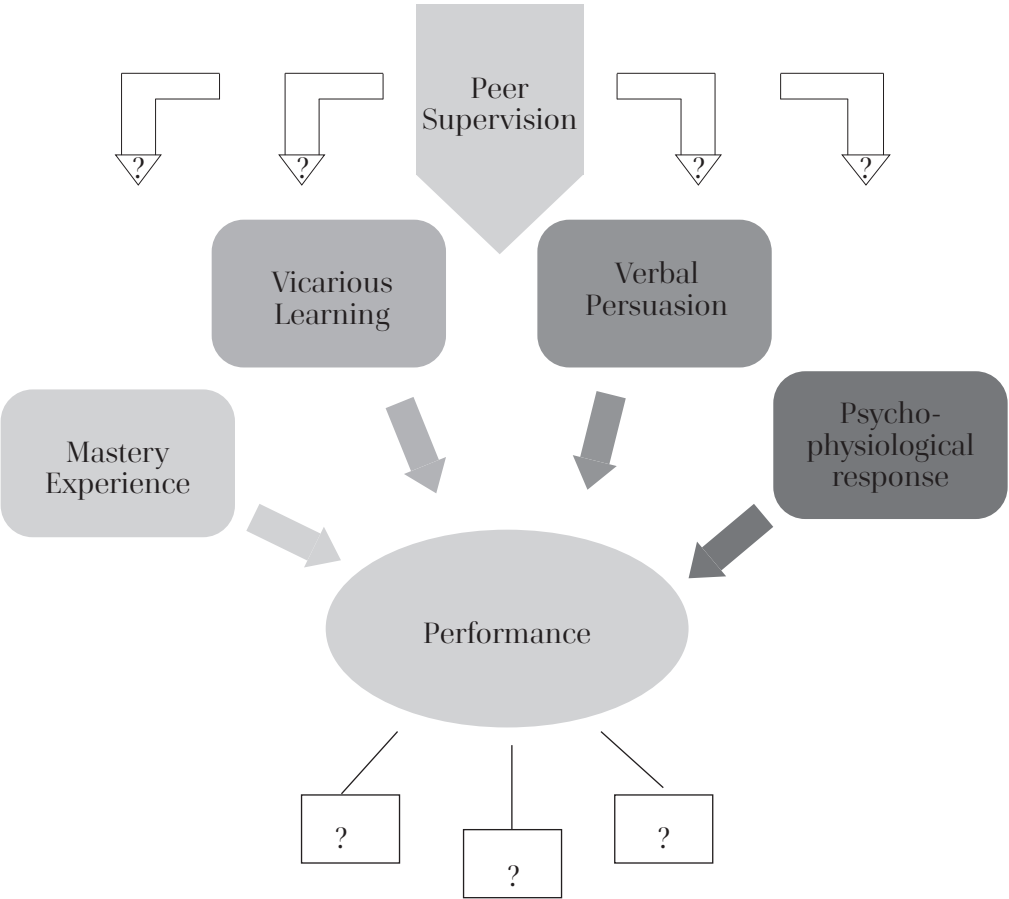 Peer
Supervision
?
?
?
?
Vicarious
Learning
Verbal
Persuasion
Mastery
Experience
Psycho-
physiological
response
Performance
?
?
?